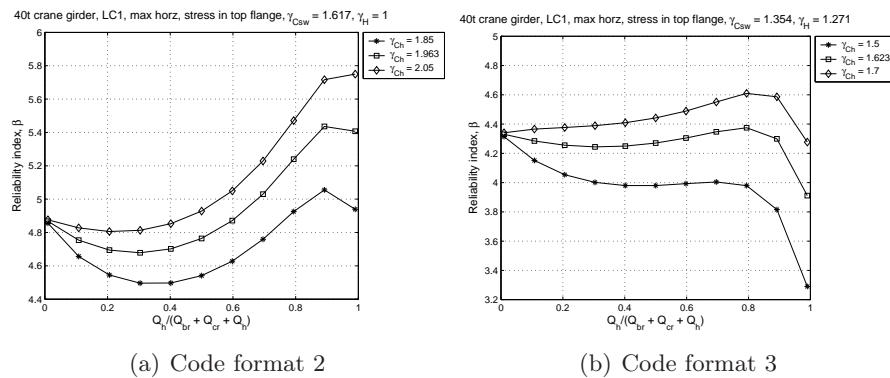 40t crane girder, LC1, max horz, stress in top flange, γCsw = 1.617, γH = 1
6
5.8
5.6
5.4
5.2
5
4.8
4.6
4.4
Reliability index, β
0 0.2 0.4 0.6 0.8 1
Qh/(Qbr + Qcr + Qh)
γCh = 1.85
γCh = 1.963
γCh = 2.05
(a) Code format 2
40t crane girder, LC1, max horz, stress in top flange, γCsw = 1.354, γH = 1.271
5
4.8
4.6
4.4
4.2
4
3.8
3.6
3.4
3.2
Reliability index, β
0 0.2 0.4 0.6 0.8 1
Qh/(Qbr + Qcr + Qh)
γCh = 1.5
γCh = 1.623
γCh = 1.7
(b) Code format 3